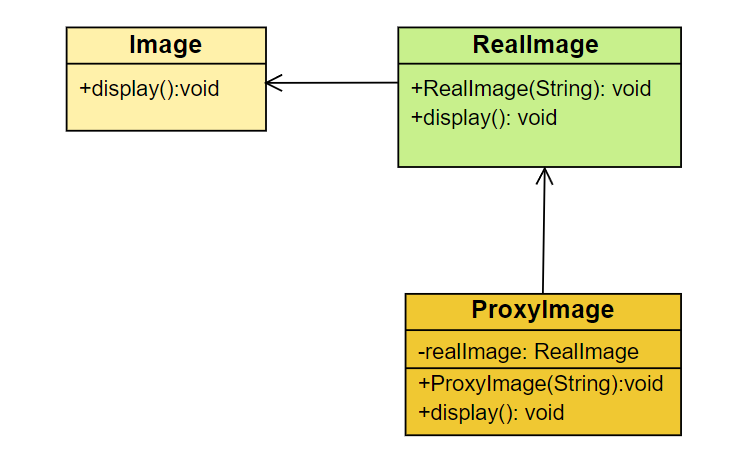 Image
+display():void
RealImage
+RealImage(String): void
+display(): void
ProxyImage
-realImage: RealImage
+ProxyImage(String):void
+display(): void